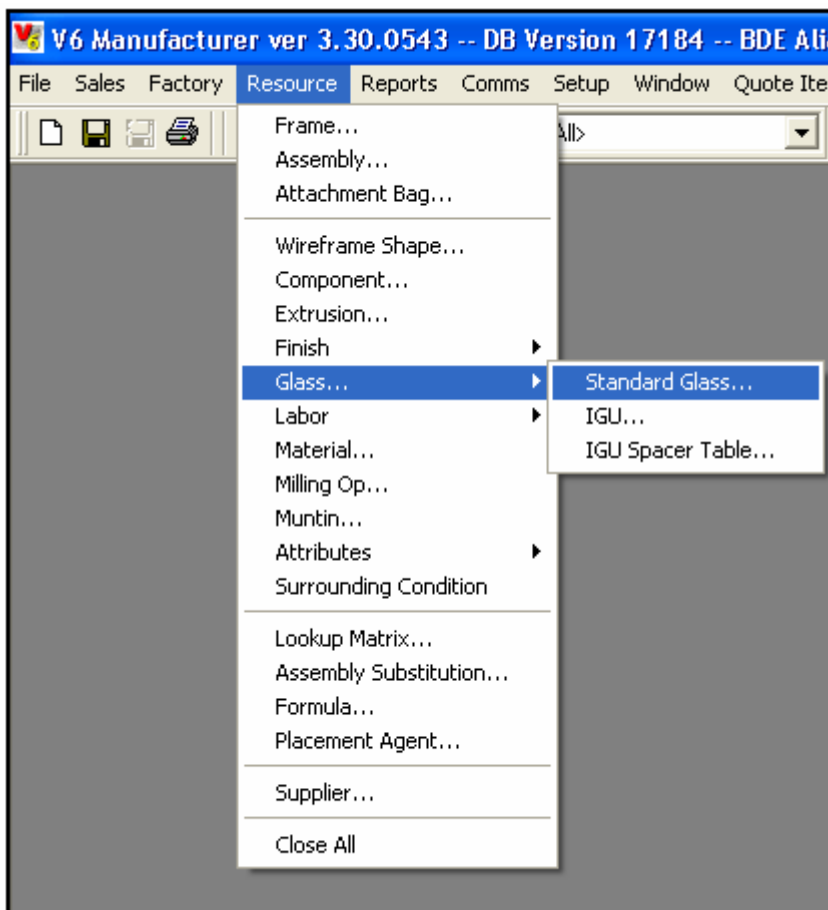 V6 Manufacturer ver 3.30.0543 -- DB Version 17184 -- BDE Ali
File Sales Factory Resource Reports Comms Setup Window Quote Ite
All>
Frame...
Assembly...
Attachment Bag...
Wireframe Shape...
Component...
Extrusion...
Finish
Glass...
Standard Glass...
Labor
IGU...
Material...
IGU Spacer Table...
Milling Op...
Muntin...
Attributes
Surrounding Condition
Lookup Matrix...
Assembly Substitution...
Formula...
Placement Agent...
Supplier...
Close All